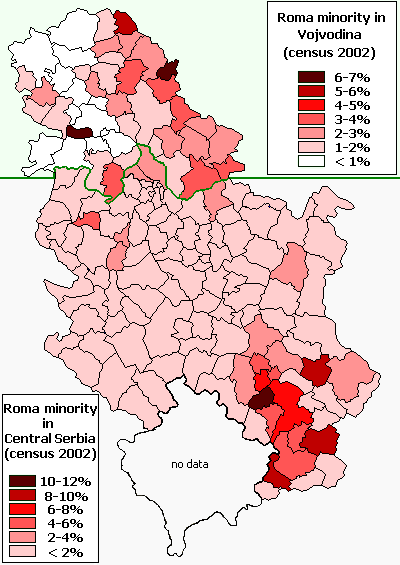 Roma minority in
Vojvodina
(census 2002)
6-7%
5-6%
4-5%
3-4%
2-3%
1-2%
< 1%
Roma minority
in
Central Serbia
(census 2002)
10-12%
8-10%
6-8%
4-6%
2-4%
< 2%
no data